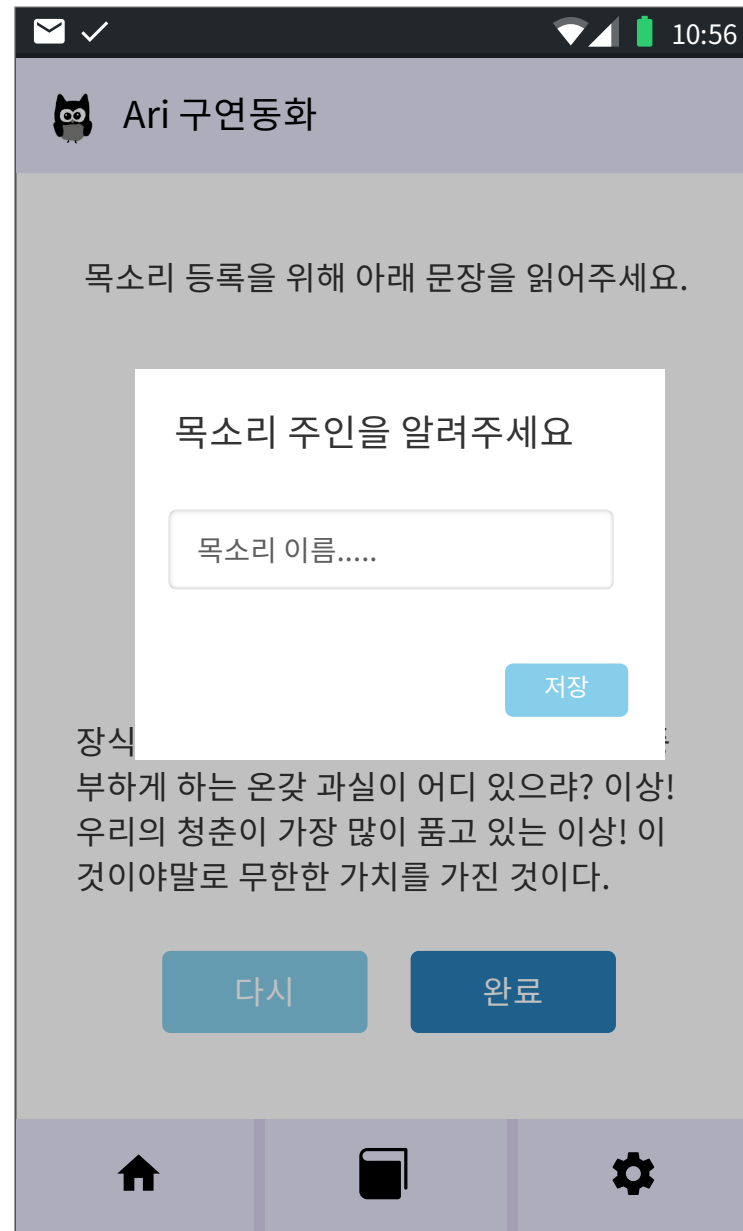 10:56
Ari 구연동화
목소리 등록을 위해 아래 문장을 읽어주세요.
목소리 주인을 알려주세요
목소리 이름.....
저장
장식
부하게 하는 온갖 과실이 어디 있으랴? 이상!
우리의 청춘이 가장 많이 품고 있는 이상! 이
것이야말로 무한한 가치를 가진 것이다.
다시
완료